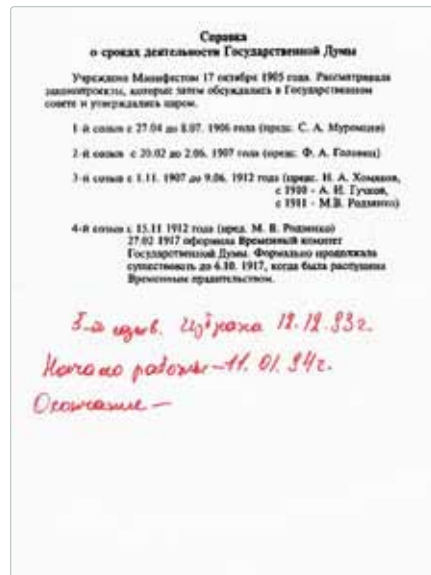 Справка
о сроках деятельности Государственной Думы
Учреждена Манифестом 17 октября 1905 года. Рассматривала
законопроекты, которые затем обсуждались в Государственном
совете и утверждались царем.
1-й созыв с 27.04 до 8.07. 1906 года (предс. С. А. Муромцев)
2-й созыв с 20.02 до 2.06. 1907 года (предс. Ф. А. Головин)
3-й созыв с 1.11. 1907 до 9.06. 1912 года (предс. Н. А. Хомяков,
с 1910 - А. И. Гучков,
с 1911 - М.В. Родзянко)
4-й созыв с 15.11 1912 года (пред. М. В. Родзянко)
27.02 1917 оформила Временный комитет
Государственной Думы. Формально продолжала
существовать до 6.10. 1917, когда была распущена
Временным правительством.
5-й созыв. Избрана 12.12.93г.
Начало работы - 11. 01. 94г.
Окончание —